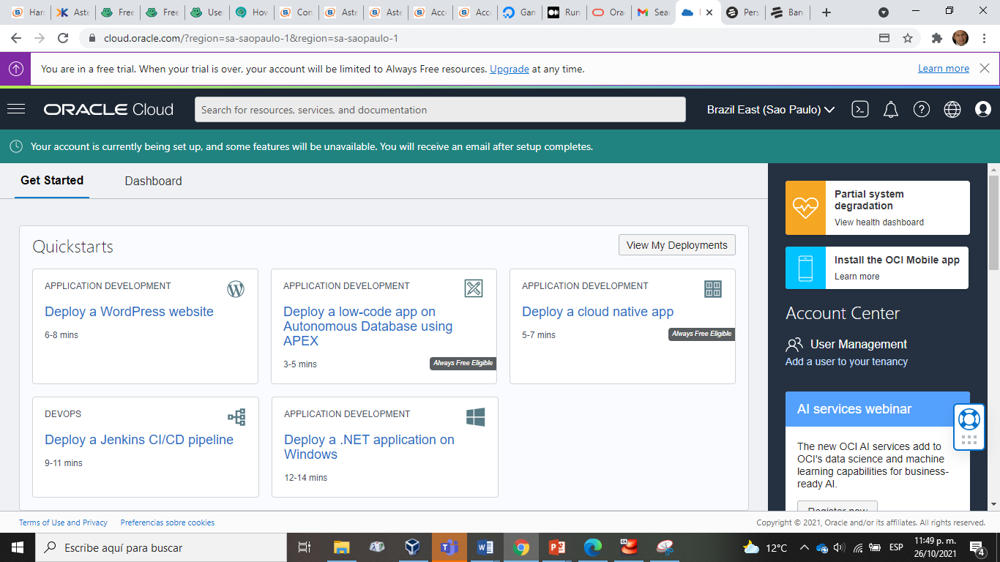 Har
Aste
Free
Free
Use
Hov
Con
Aste
Aste
Acc
Acc
Gar
Run
Ora
Sear
Pers
Ban
cloud.oracle.com/?region=sa-saopaulo-1&region=sa-saopaulo-1
You are in a free trial. When your trial is over, your account will be limited to Always Free resources. Upgrade at any time.
Learn more
ORACLE Cloud
Search for resources, services, and documentation
Brazil East (Sao Paulo)
Your account is currently being set up, and some features will be unavailable. You will receive an email after setup completes.
Get Started
Dashboard
Quickstarts
View My Deployments
APPLICATION DEVELOPMENT
Deploy a WordPress website
6-8 mins
APPLICATION DEVELOPMENT
Deploy a low-code app on
Autonomous Database using
APEX
3-5 mins
Always Free Eligible
APPLICATION DEVELOPMENT
Deploy a cloud native app
5-7 mins
Always Free Eligible
DEVOPS
Deploy a Jenkins CI/CD pipeline
9-11 mins
APPLICATION DEVELOPMENT
Deploy a .NET application on
Windows
12-14 mins
Partial system
degradation
View health dashboard
Install the OCI Mobile app
Learn more
Account Center
User Management
Add a user to your tenancy
AI services webinar
The new OCI AI services add to
OCI's data science and machine
learning capabilities for business-
ready AI.
Register now
Terms of Use and Privacy
Preferencias sobre cookies
Copyright © 2021, Oracle and/or its affiliates. All rights reserved.
Escribe aquí para buscar
12°C
ESP
11:49 p. m.
26/10/2021
4